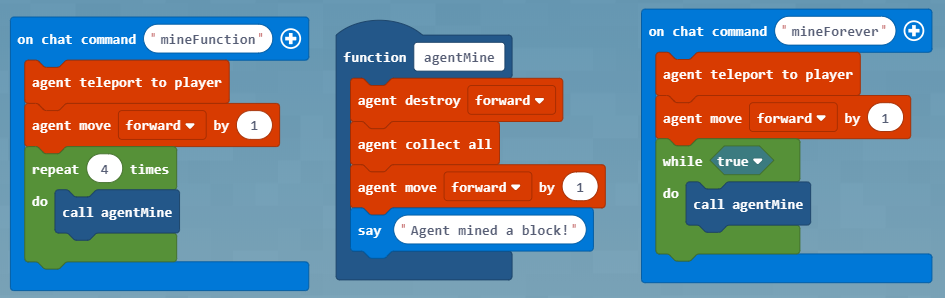 on chat command "mineFunction"
agent teleport to player
agent move forward by 1
repeat 4 times
do
call agentMine
function agentMine
agent destroy forward
agent collect all
agent move forward by 1
say "Agent mined a block!"
on chat command "mineForever"
agent teleport to player
agent move forward by 1
while true
do
call agentMine